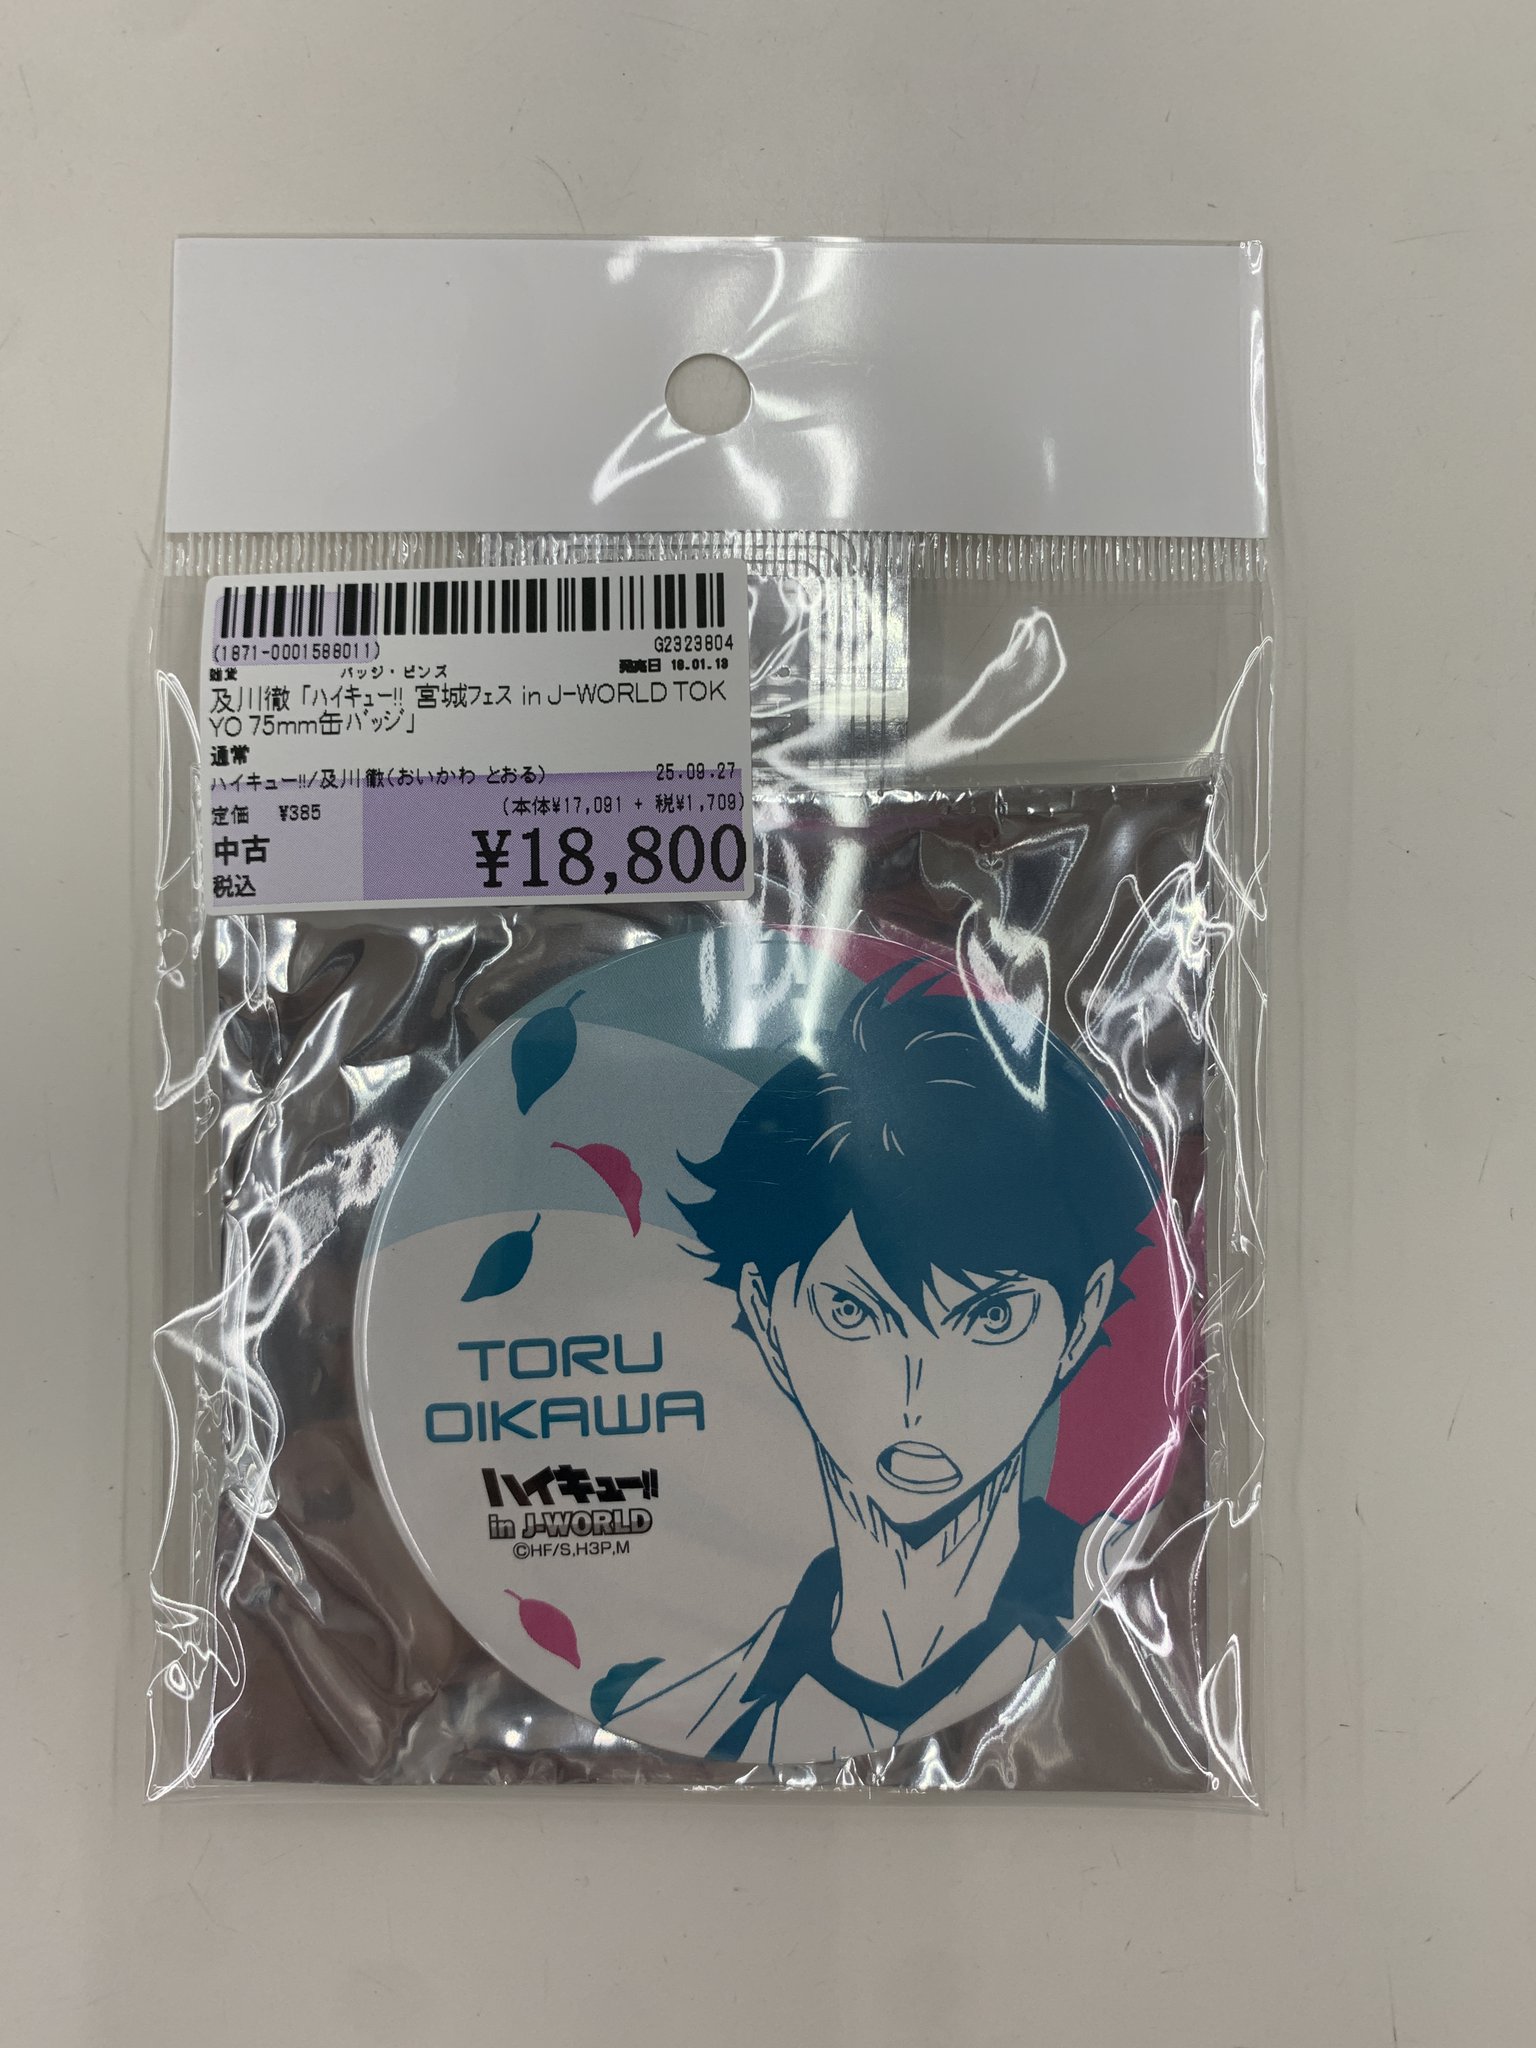 (1871-0001588011)
G2323804
雑貨 バッジ・ピンズ 発売日 18.01.13
及川徹 「ﾊｲｷｭｰ!! 宮城フェス in J-WORLD TOK
YO 75mm缶ﾊﾞｯｼﾞ」
通常
ハイキュー!!/及川徹(おいかわ とおる) 25.09.27
定価 ¥385 (本体¥17,091 + 税¥1,709)
中古
税込
¥18,800
TORU
OIKAWA
ハイキュー!!
in J-WORLD
©HF/S,H3P,M